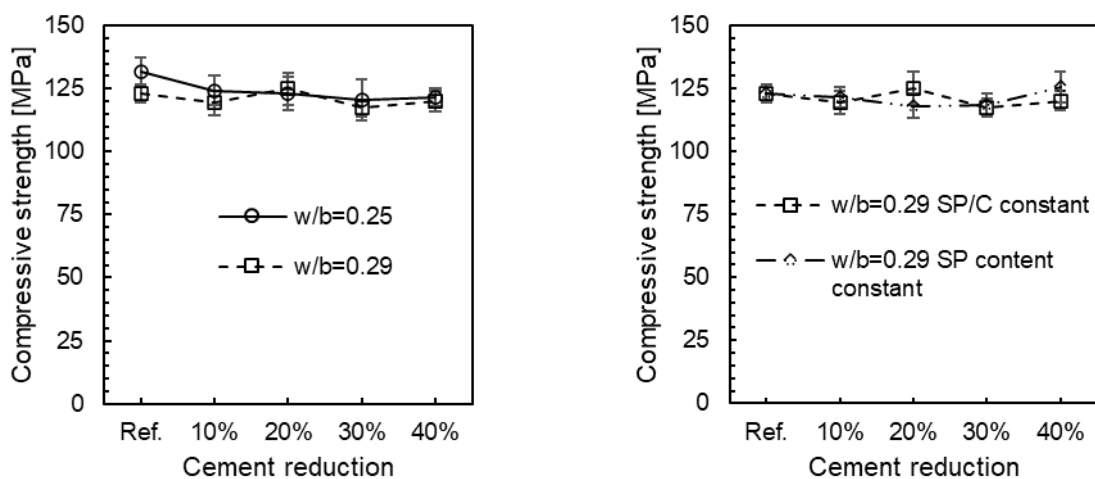 Compressive strength [MPa]
150
125
100
75
50
25
0
w/b=0.25
w/b=0.29
Ref. 10% 20% 30% 40%
Cement reduction
Compressive strength [MPa]
150
125
100
75
50
25
0
w/b=0.29 SP/C constant
w/b=0.29 SP content
constant
Ref. 10% 20% 30% 40%
Cement reduction